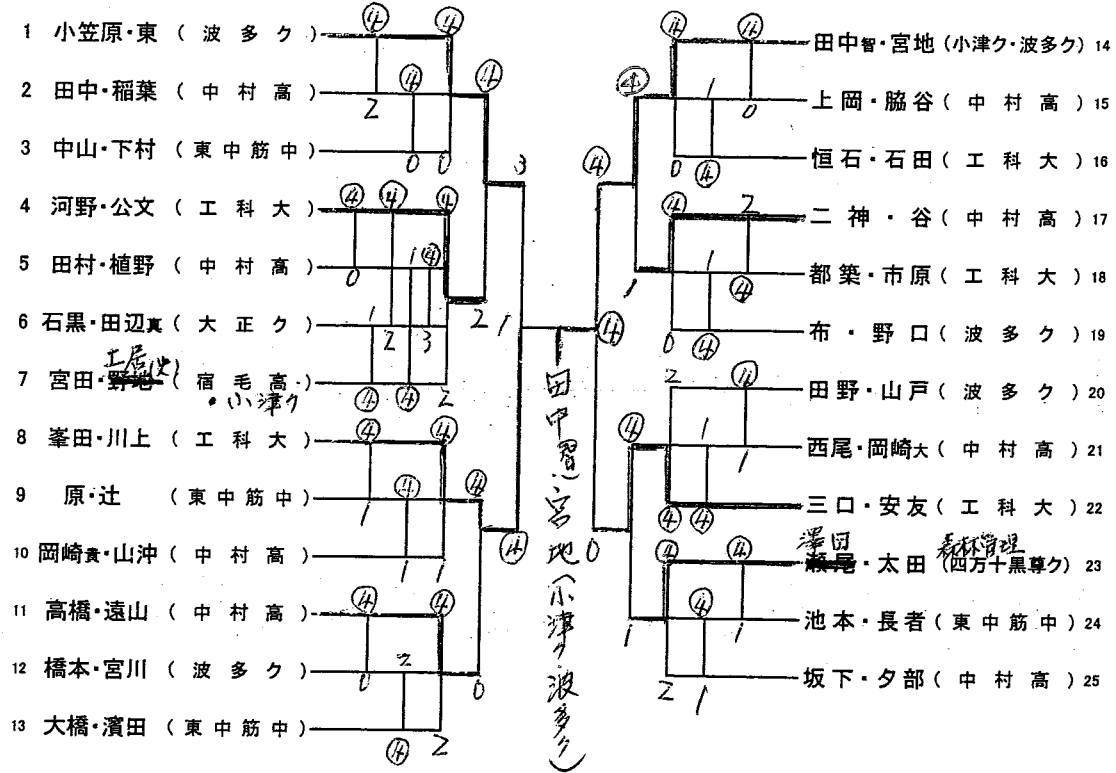 1 小笠原・東 (波多ク)
2 田中・稲葉 (中村高)
3 中山・下村 (東中筋中)
4 河野・公文 (工科大)
5 田村・植野 (中村高)
6 石黒・田辺真 (大正ク)
土居(史)
7 宮田・野地 (宿毛高)
・小津ク
8 峯田・川上 (工科大)
9 原・辻 (東中筋中)
10 岡崎貴・山沖 (中村高)
11 高橋・遠山 (中村高)
12 橋本・宮川 (波多ク)
13 大橋・濱田 (東中筋中)
④ ④
2 ④ ④
0 0
3
④ ④ ④
0 1 ④
2 1
1 2 3
④ ④ 2
④ ④
1 ④ ④
1 1
④
④ ④
0 2 0
④ 2
④
田中智・宮地(小津ク・波多ク)
④ ④
④ 1 0
0 ④
④
④ 2
1 1 ④
0 ④
2 ④
④ 1 1
④ ④
0
④ ④
1 ④ 1
2 1
田中智・宮地 (小津ク・波多ク) 14
上岡・脇谷 (中村高) 15
恒石・石田 (工科大) 16
二神・谷 (中村高) 17
都築・市原 (工科大) 18
布・野口 (波多ク) 19
田野・山戸 (波多ク) 20
西尾・岡崎大 (中村高) 21
三口・安友 (工科大) 22
澤田 森林管理
瀬尾・太田 (四万十黒尊ク) 23
池本・長者 (東中筋中) 24
坂下・夕部 (中村高) 25